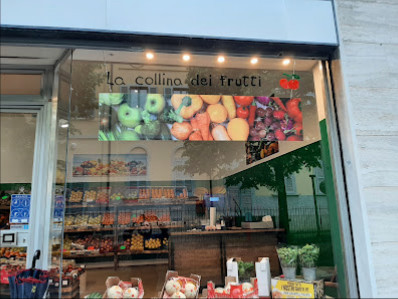 La collina dei frutti